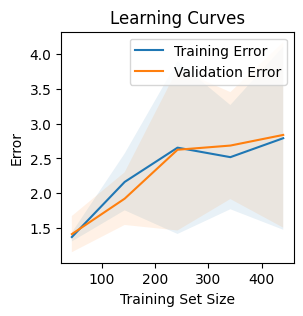 Learning Curves
Training Error
Validation Error
4.0
3.5
3.0
2.5
2.0
1.5
Error
100 200 300 400
Training Set Size